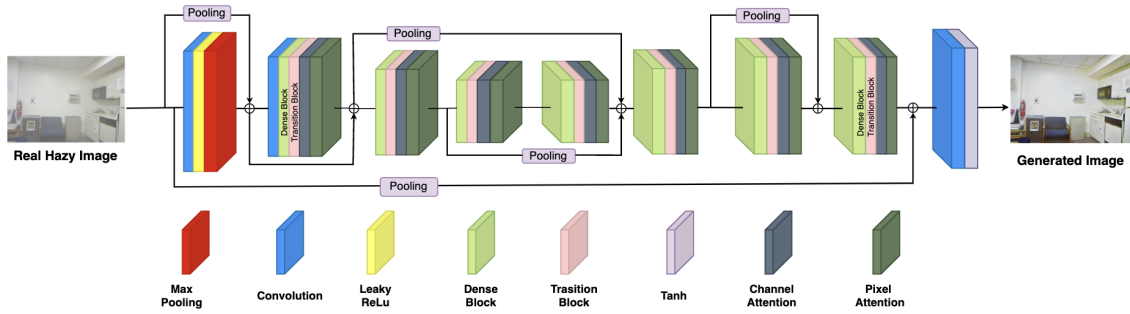 Pooling
Pooling
Pooling
Dense Block
Transition Block
Dense Block
Trasition Block
Real Hazy Image
Pooling
Pooling
Generated Image
Max
Pooling
Convolution
Leaky
ReLu
Dense
Block
Trasition
Block
Tanh
Channel
Attention
Pixel
Attention